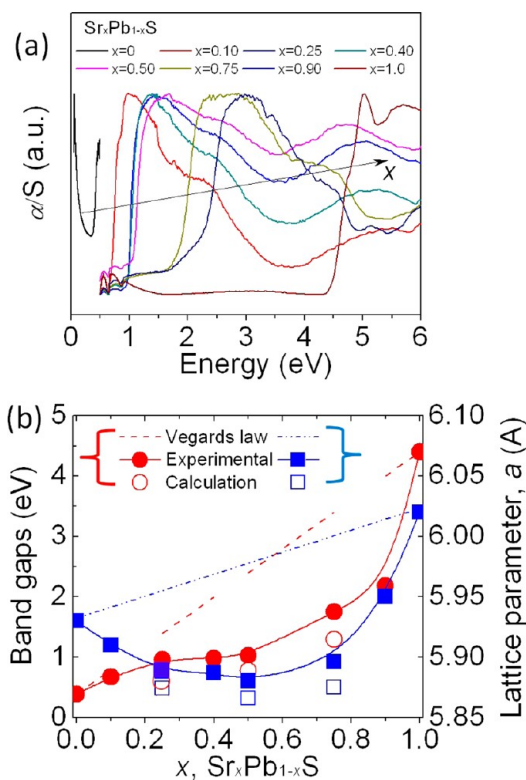 (a)
SrxPb1-xS
x=0 x=0.10 x=0.25 x=0.40
x=0.50 x=0.75 x=0.90 x=1.0
α/S (a.u.)
x
0 1 2 3 4 5 6
Energy (eV)
(b)
5 6.10
4 6.05
3 6.00
2 5.95
1 5.90
0 5.85
Vegards law
Experimental
Calculation
Band gaps (eV)
Lattice parameter, a (A)
0.0 0.2 0.4 0.6 0.8 1.0
x, SrxPb1-xS